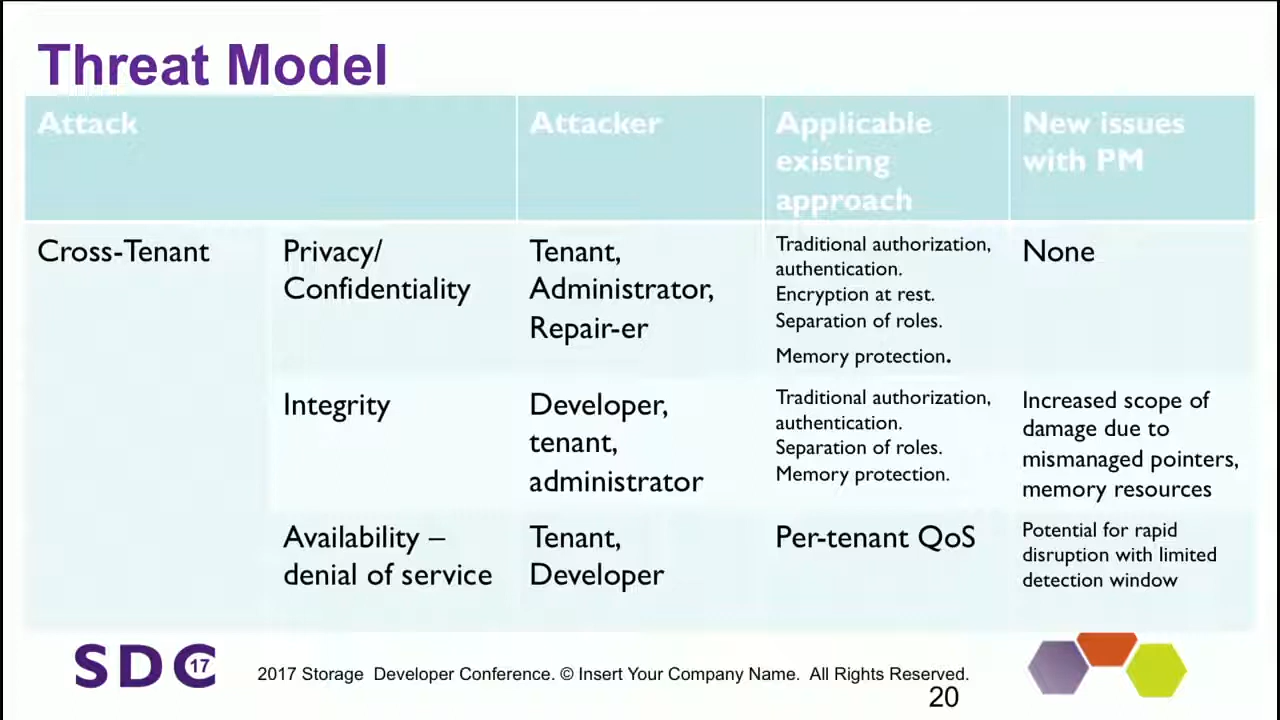 Threat Model
Attack
Attacker
Applicable
existing
approach
New issues
with PM
Cross-Tenant
Privacy/
Confidentiality
Tenant,
Administrator,
Repair-er
Traditional authorization,
authentication.
Encryption at rest.
Separation of roles.
Memory protection.
None
Integrity
Developer,
tenant,
administrator
Traditional authorization,
authentication.
Separation of roles.
Memory protection.
Increased scope of
damage due to
mismanaged pointers,
memory resources
Availability –
denial of service
Tenant,
Developer
Per-tenant QoS
Potential for rapid
disruption with limited
detection window
SDC 17
2017 Storage Developer Conference. © Insert Your Company Name. All Rights Reserved.
20